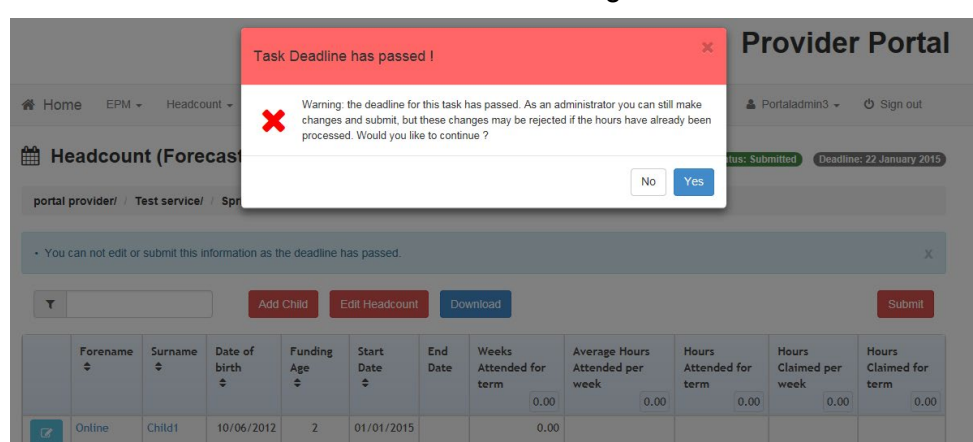 Provider Portal
Task Deadline has passed !
×
Home EPM Headcount Portaladmin3 Sign out
Warning: the deadline for this task has passed. As an administrator you can still make
changes and submit, but these changes may be rejected if the hours have already been
processed. Would you like to continue ?
Headcount (Forecast
tus: Submitted Deadline: 22 January 2015
No Yes
portal provider/ / Test service/ / Spr
• You can not edit or submit this information as the deadline has passed. X
Add Child Edit Headcount Download Submit
Forename Surname Date of birth Funding Age Start Date End Date Weeks Attended for term 0.00 Average Hours Attended per week 0.00 Hours Attended for term 0.00 Hours Claimed per week 0.00 Hours Claimed for term 0.00
Online Child1 10/06/2012 2 01/01/2015 0.00